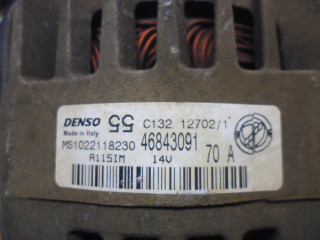 DENSO 55 C132 12702/1
Made in Italy
MS1022118230 46843091
A115IM 14V 70 A